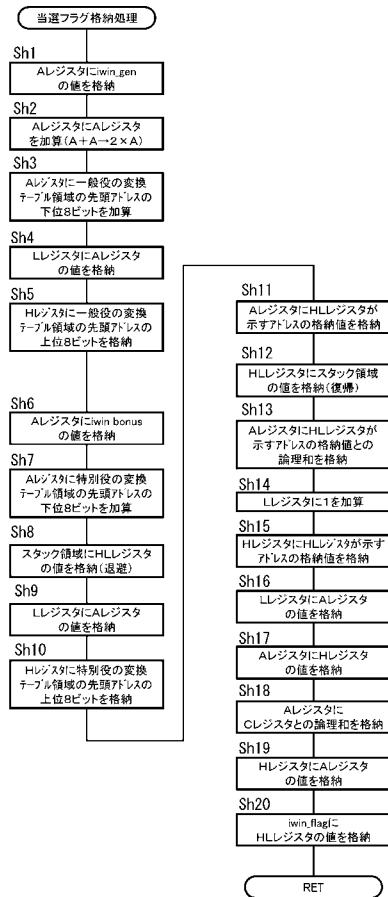 当選フラグ格納処理
Sh1
Aレジスタにiwin_gen
の値を格納
Sh2
AレジスタにAレジスタ
を加算(A+A→2×A)
Sh3
Aレジスタに一般役の変換
テーブル領域の先頭アドレスの
下位8ビットを加算
Sh4
LレジスタにAレジスタ
の値を格納
Sh5
Hレジスタに一般役の変換
テーブル領域の先頭アドレスの
上位8ビットを格納
Sh6
Aレジスタにiwin bonus
の値を格納
Sh7
Aレジスタに特別役の変換
テーブル領域の先頭アドレスの
下位8ビットを加算
Sh8
スタック領域にHLレジスタ
の値を格納(退避)
Sh9
LレジスタにAレジスタ
の値を格納
Sh10
Hレジスタに特別役の変換
テーブル領域の先頭アドレスの
上位8ビットを格納
Sh11
AレジスタにHLレジスタが
示すアドレスの格納値を格納
Sh12
HLレジスタにスタック領域
の値を格納(復帰)
Sh13
AレジスタにHLレジスタが
示すアドレスの格納値との
論理和を格納
Sh14
Lレジスタに1を加算
Sh15
HレジスタにHLレジスタが示す
アドレスの格納値を格納
Sh16
LレジスタにAレジスタ
の値を格納
Sh17
AレジスタにHレジスタ
の値を格納
Sh18
Aレジスタに
Cレジスタとの論理和を格納
Sh19
HレジスタにAレジスタ
の値を格納
Sh20
iwin_flagに
HLレジスタの値を格納
RET